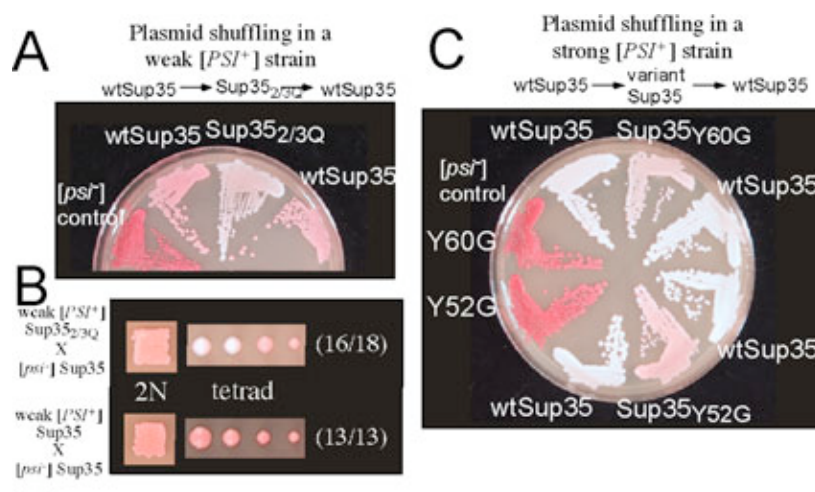 A
Plasmid shuffling in a
weak [PSI⁺] strain
wtSup35 → Sup35₂/₃Q → wtSup35
wtSup35 Sup35₂/₃Q
wtSup35
[psi⁻]
control
B
weak [PSI⁺]
Sup35₂/₃Q
X
[psi⁻] Sup35
(16/18)
2N tetrad
weak [PSI⁺]
Sup35
X
[psi⁻] Sup35
(13/13)
C
Plasmid shuffling in a
strong [PSI⁺] strain
wtSup35 → variant Sup35 → wtSup35
wtSup35 Sup35Y60G
[psi⁻]
control
wtSup35
Y60G
Y52G
wtSup35
wtSup35 Sup35Y52G